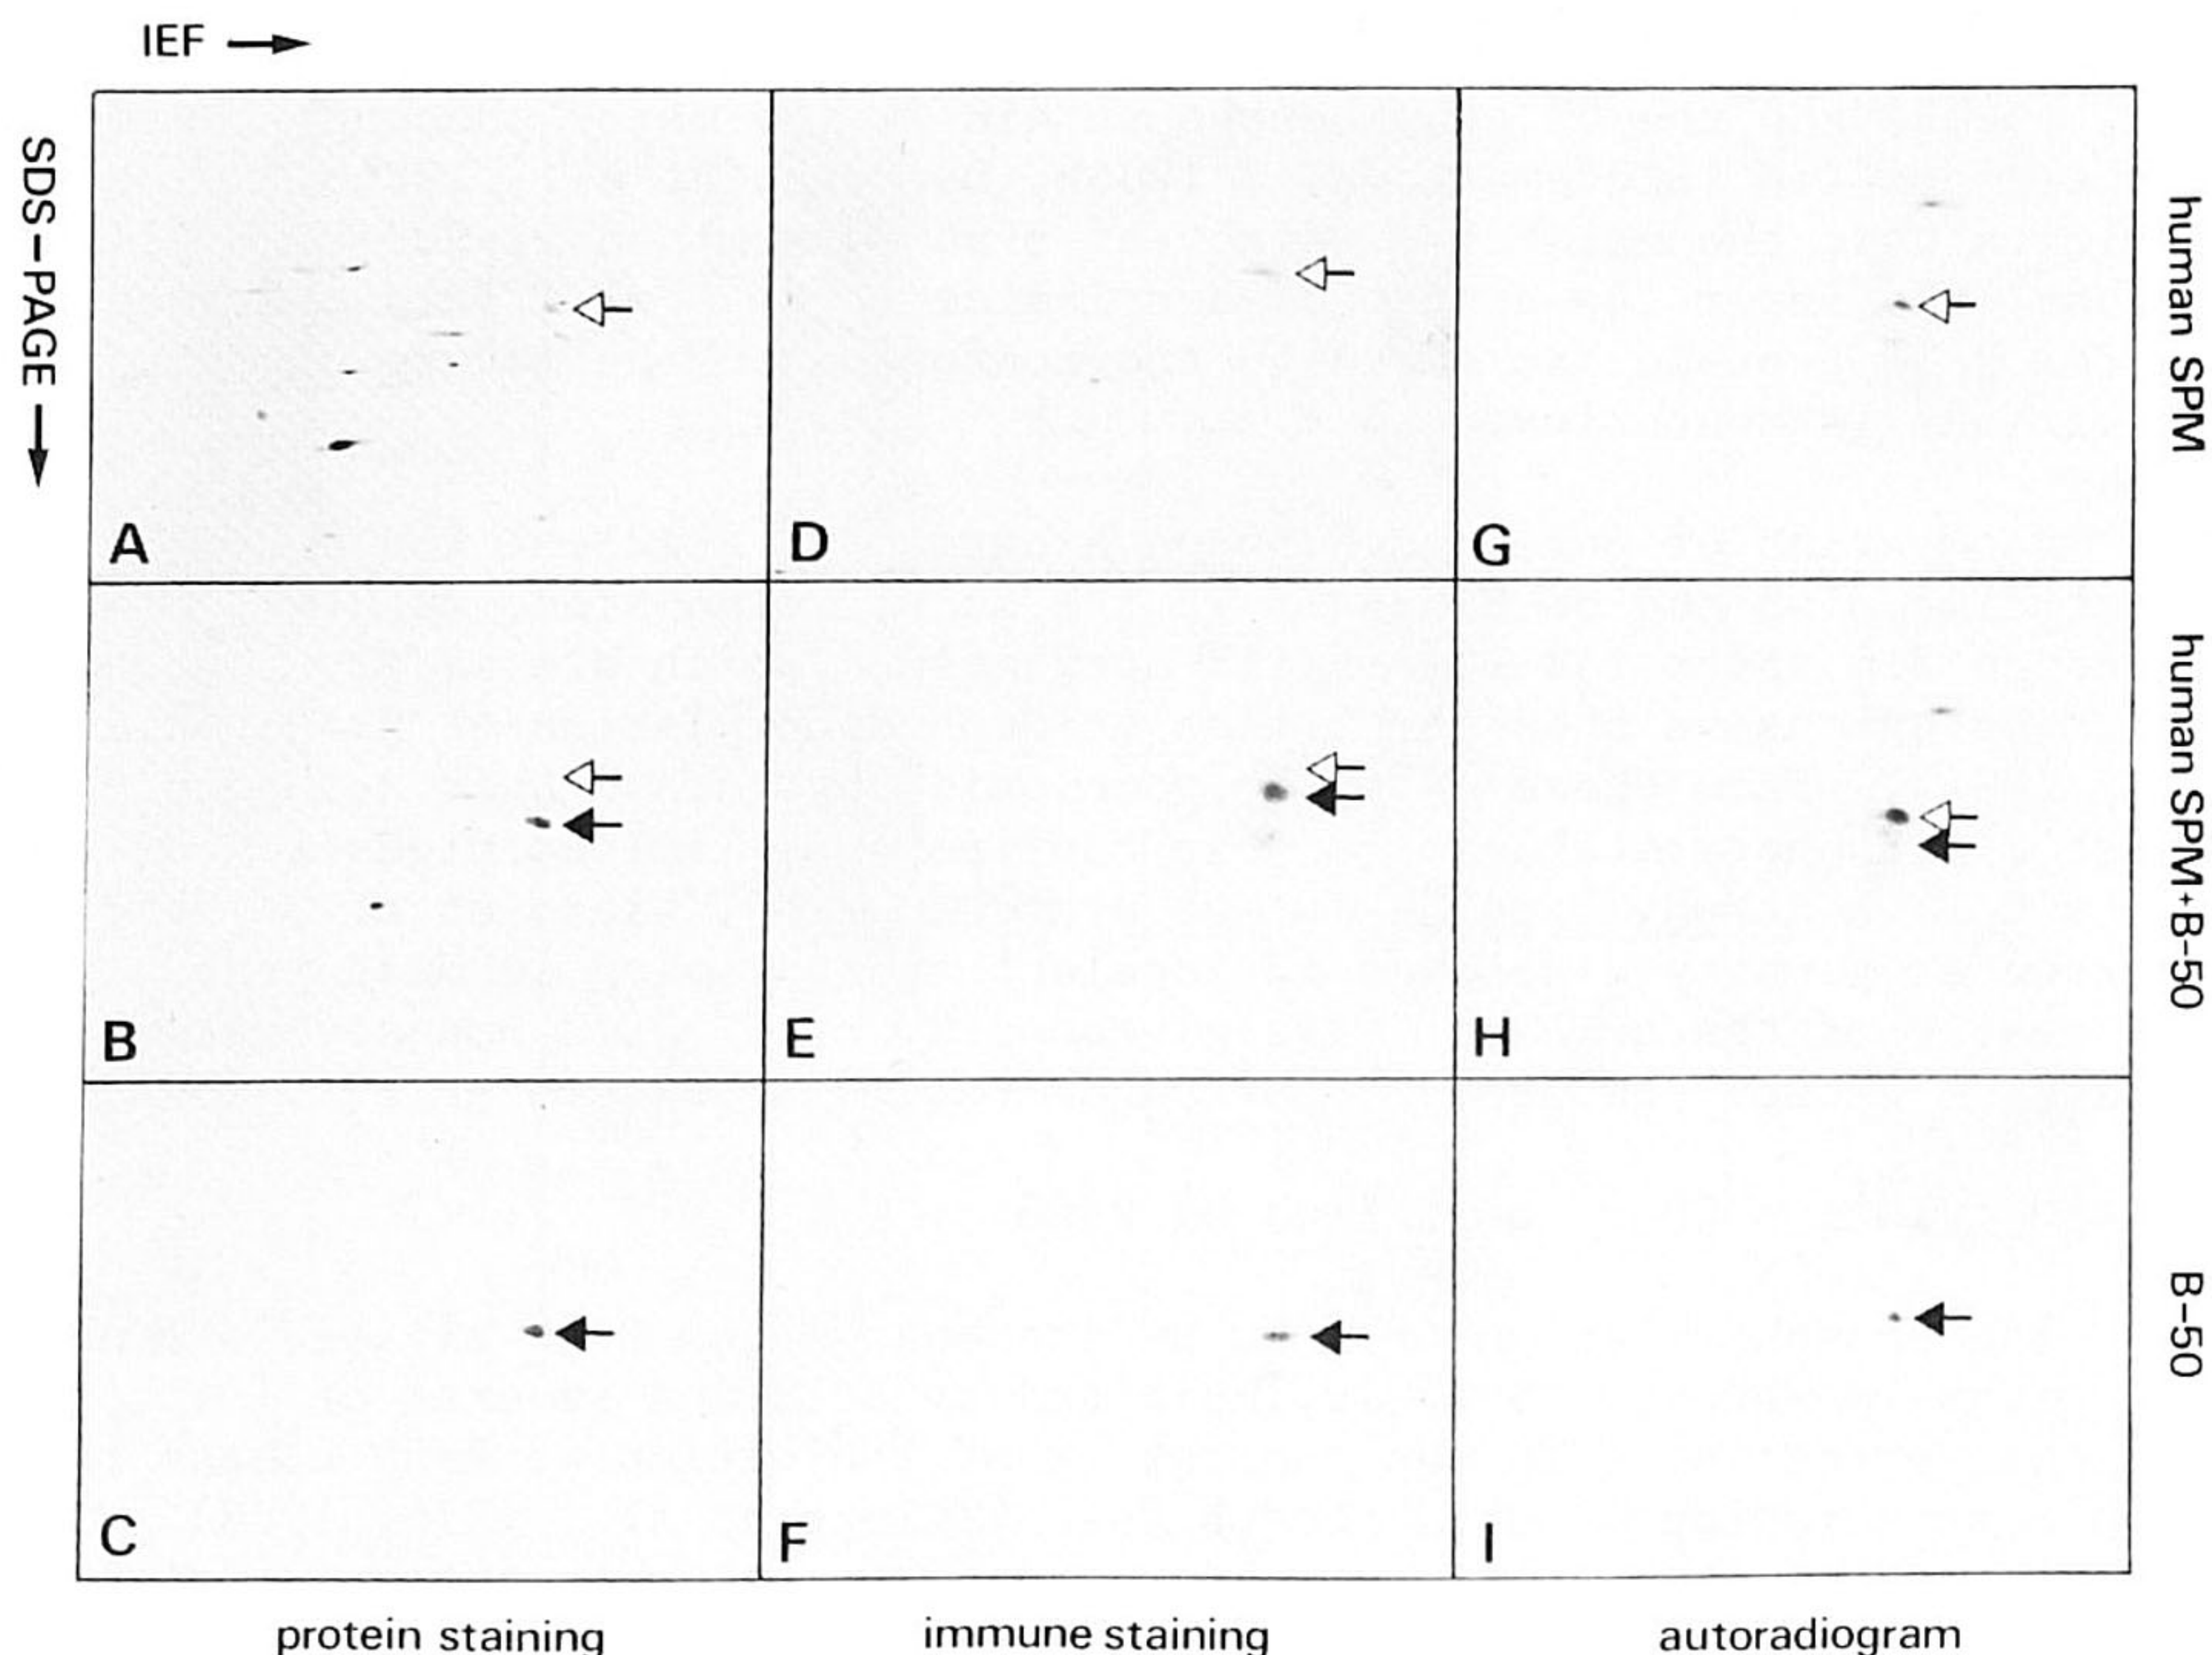 IEF
SDS-PAGE
human SPM
A
D
G
human SPM+B-50
B
E
H
B-50
C
F
I
protein staining
immune staining
autoradiogram